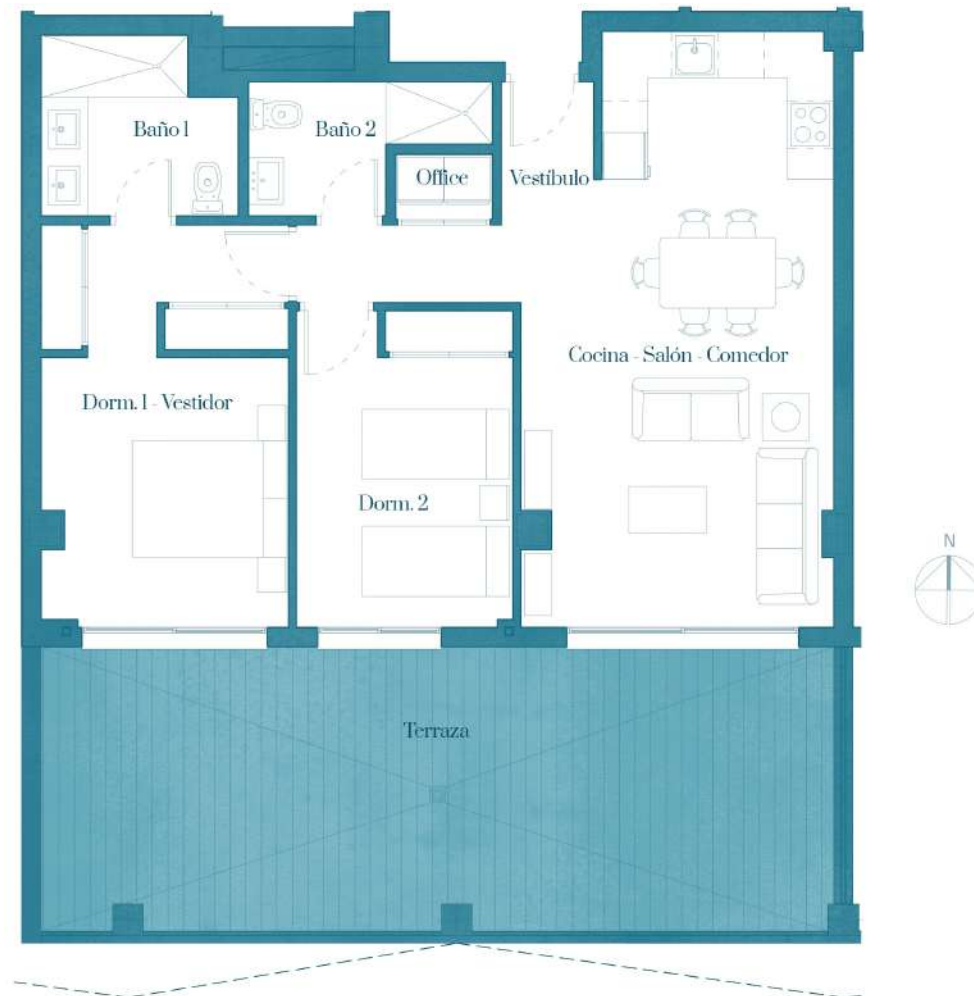 Baño 1
Baño 2
Office
Vestíbulo
Cocina - Salón - Comedor
Dorm. 1 - Vestidor
Dorm. 2
N
Terraza